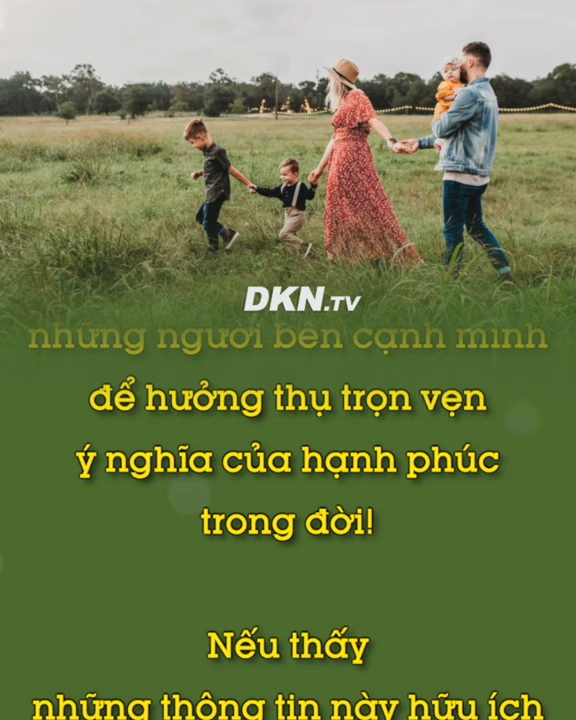 DKN.TV
những người bên cạnh mình
để hưởng thụ trọn vẹn
ý nghĩa của hạnh phúc
trong đời!
Nếu thấy
những thông tin này hữu ích